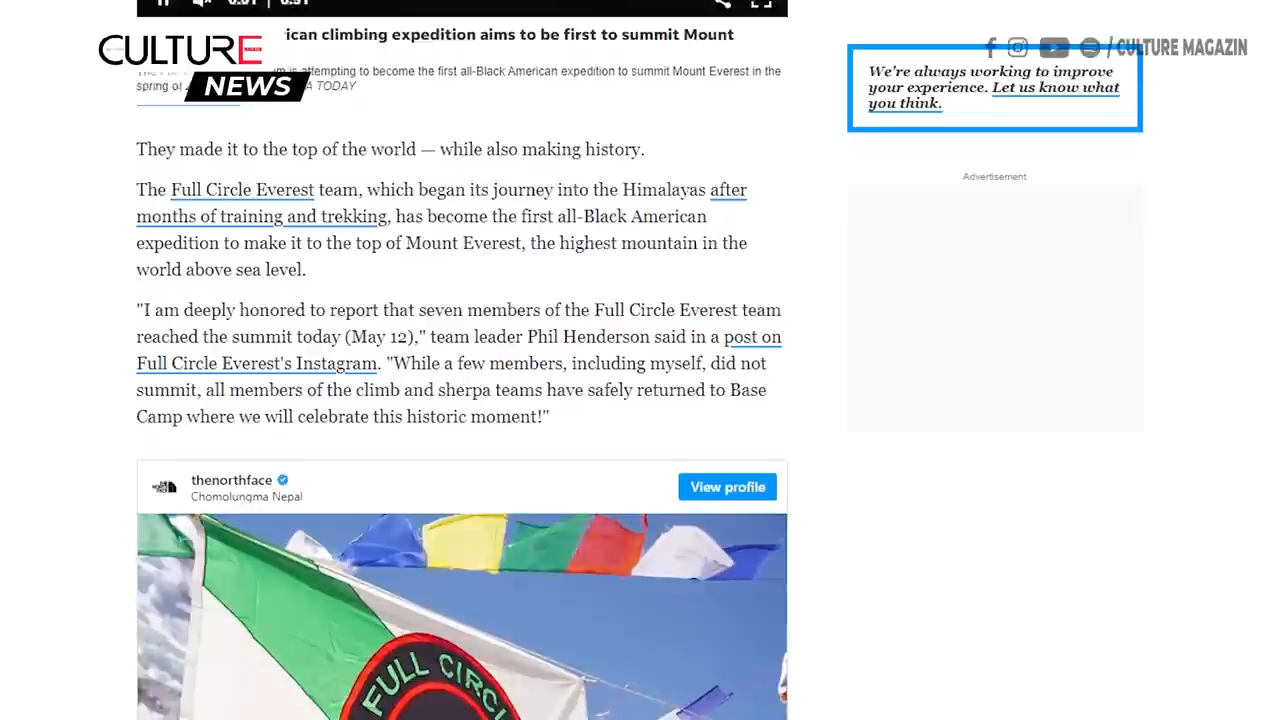 ican climbing expedition aims to be first to summit Mount
CULTURE
NEWS
/ CULTURE MAGAZIN
m is attempting to become the first all-Black American expedition to summit Mount Everest in the
spring of
A TODAY
We're always working to improve
your experience. Let us know what
you think.
They made it to the top of the world — while also making history.
Advertisement
The Full Circle Everest team, which began its journey into the Himalayas after
months of training and trekking, has become the first all-Black American
expedition to make it to the top of Mount Everest, the highest mountain in the
world above sea level.
"I am deeply honored to report that seven members of the Full Circle Everest team
reached the summit today (May 12)," team leader Phil Henderson said in a post on
Full Circle Everest's Instagram. "While a few members, including myself, did not
summit, all members of the climb and sherpa teams have safely returned to Base
Camp where we will celebrate this historic moment!"
thenorthface
Chomolungma Nepal
View profile
FULL CIRCL